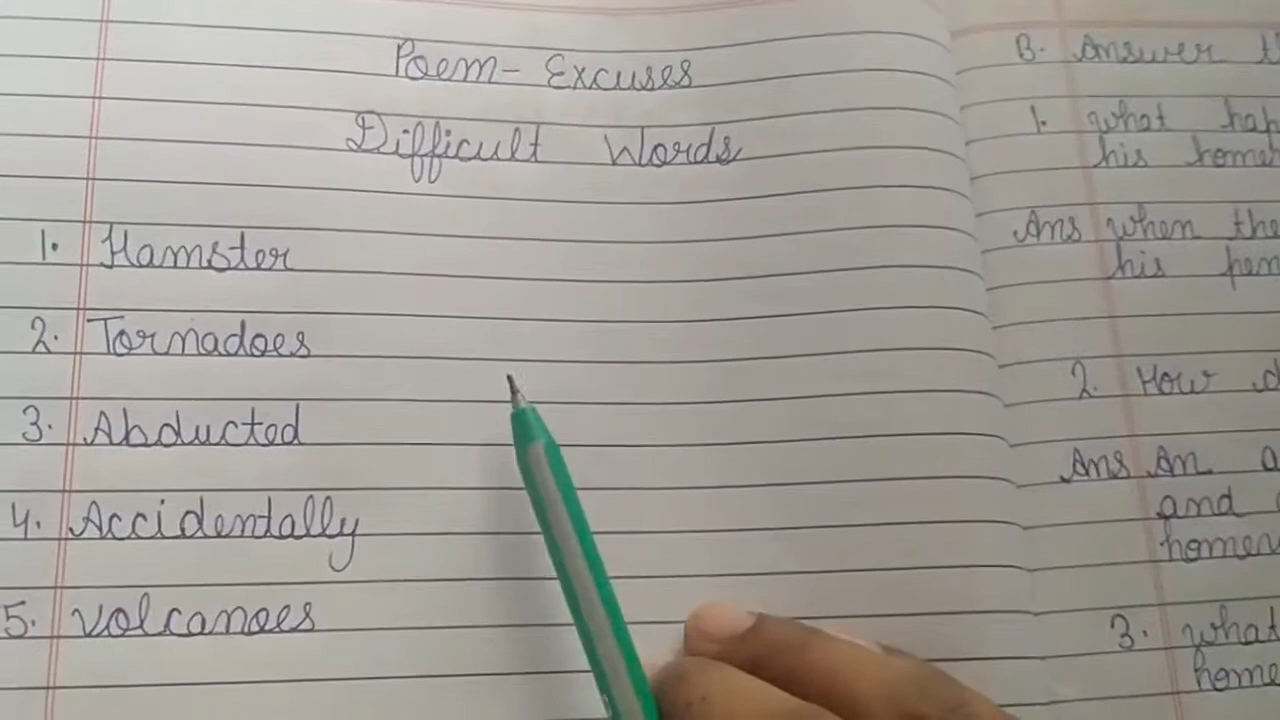 Poem- Excuses
Difficult Words
1. Hamster
2. Tornadoes
3. Abducted
4. Accidentally
5. Volcanoes
B. Answer
1. what
his
Ans when the
his
2. How
Ans An
and
3. what